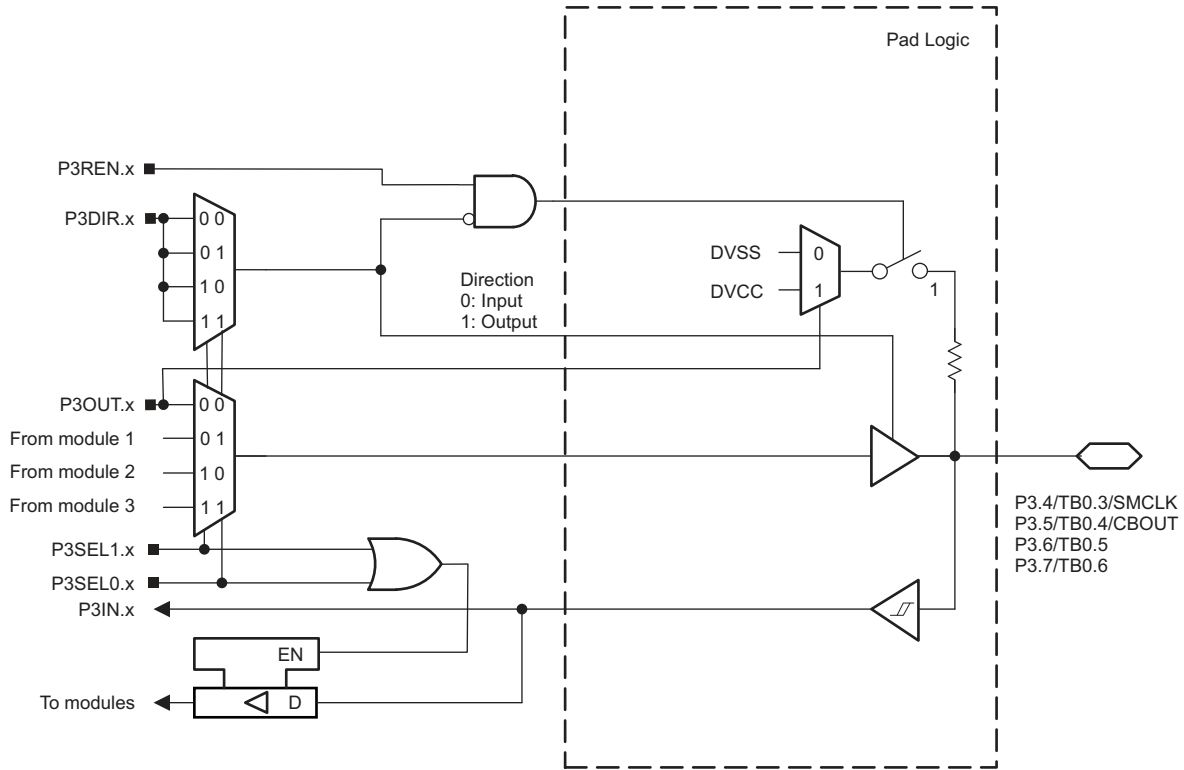 Pad Logic
P3REN.x
P3DIR.x
0 0
0 1
1 0
1 1
Direction
0: Input
1: Output
DVSS
0
DVCC
1
1
P3OUT.x
0 0
From module 1
0 1
From module 2
1 0
From module 3
1 1
P3SEL1.x
P3SEL0.x
P3IN.x
EN
To modules
D
P3.4/TB0.3/SMCLK
P3.5/TB0.4/CBOUT
P3.6/TB0.5
P3.7/TB0.6